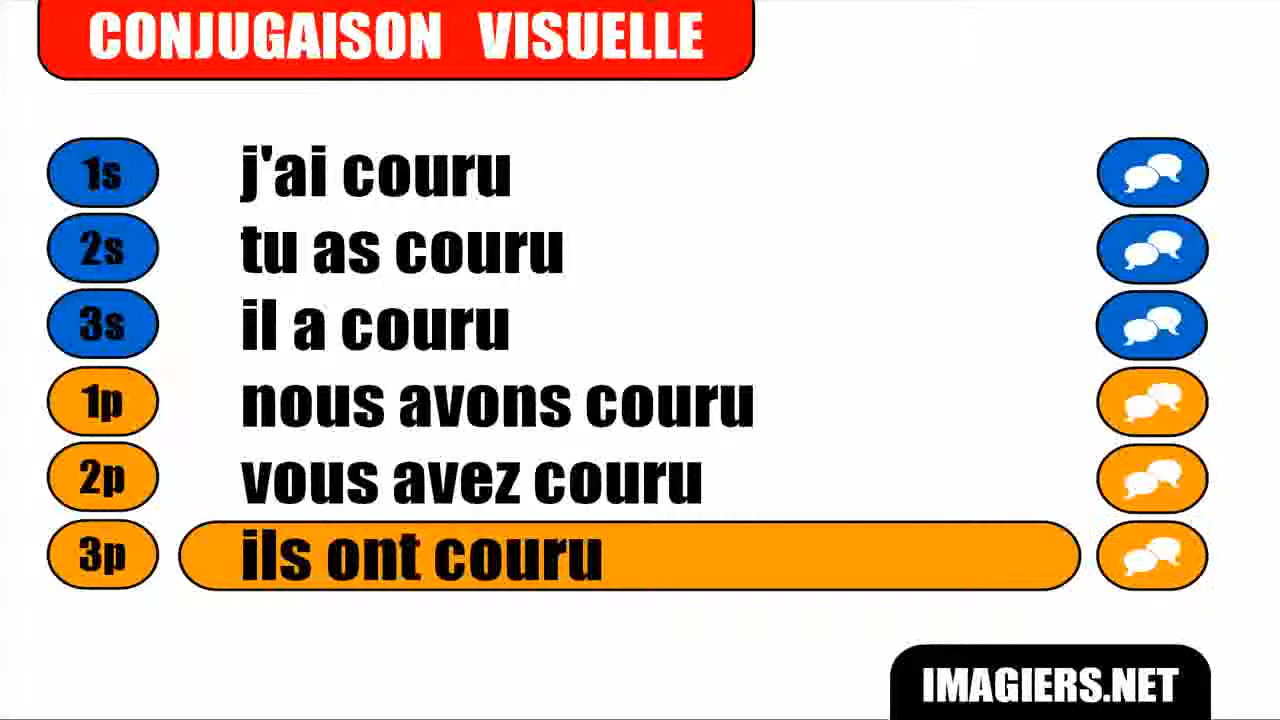 CONJUGAISON VISUELLE
1s j'ai couru
2s tu as couru
3s il a couru
1p nous avons couru
2p vous avez couru
3p ils ont couru
IMAGIERS.NET